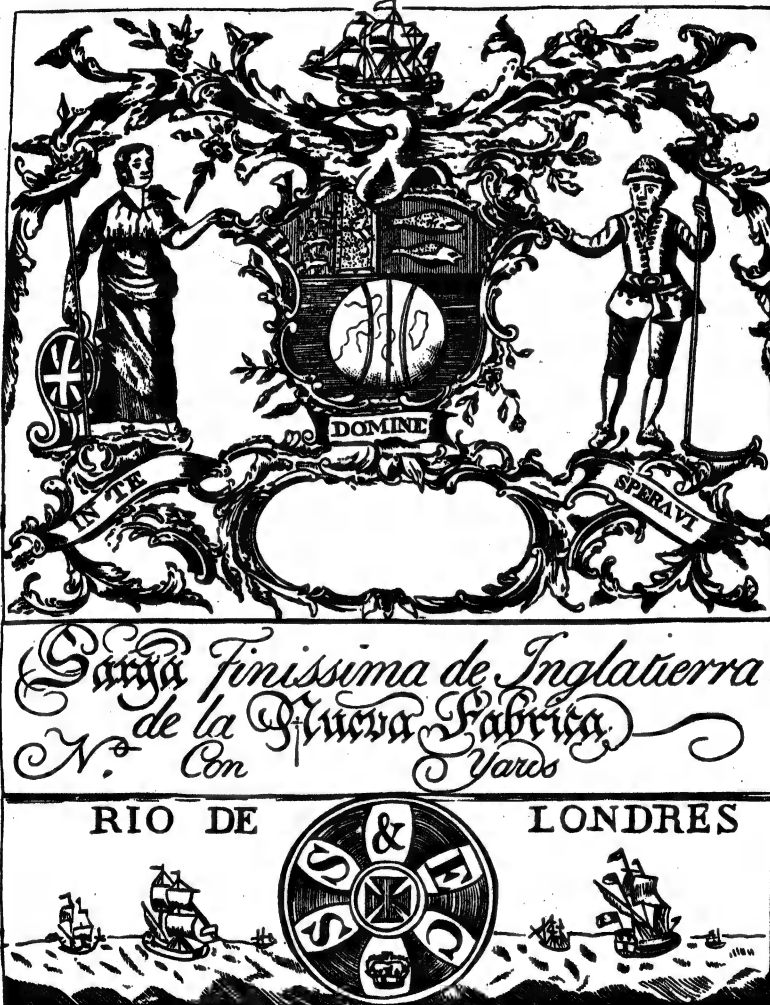 DOMINE
IN TE
SPERAVI
Sarga Finissima de Inglatierra
de la Nueva Fabrica
N.o Con Yards
RIO DE LONDRES
S S & F C